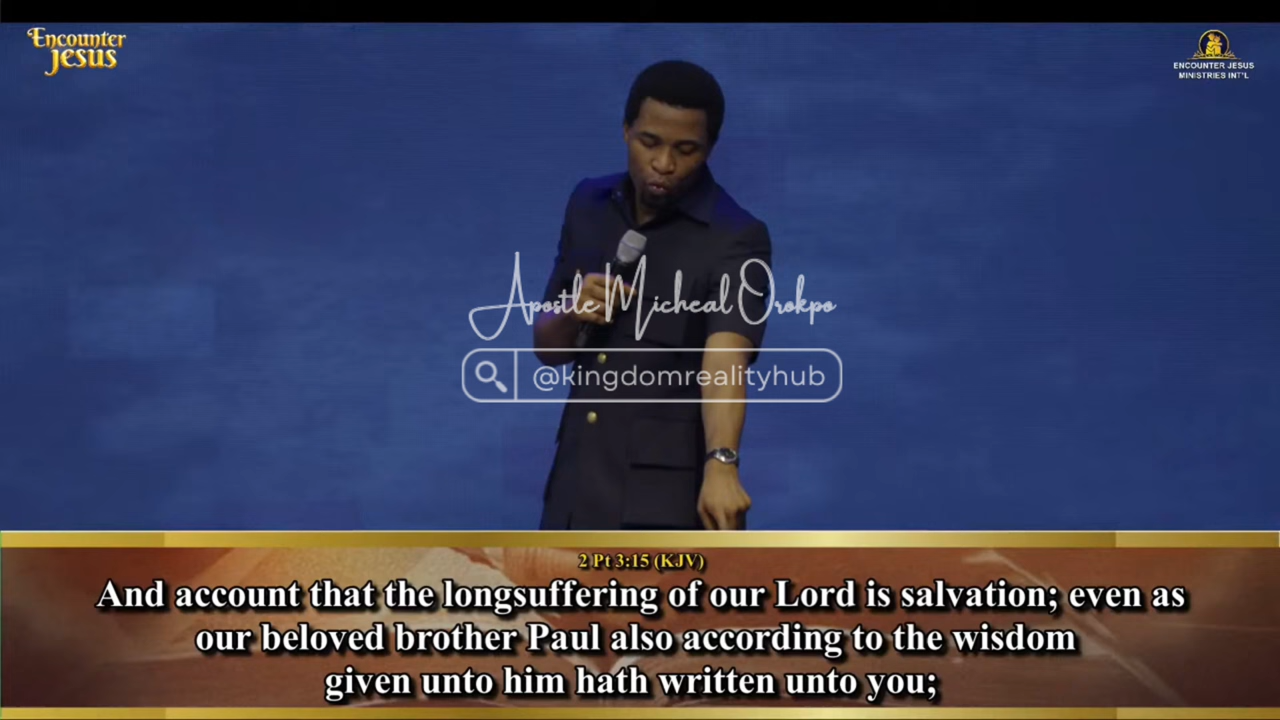 Encounter
Jesus
ENCOUNTER JESUS
MINISTRIES INT'L
Apostle Micheal Orokpo
@kingdomrealityhub
2 Pt 3:15 (KJV)
And account that the longsuffering of our Lord is salvation; even as
our beloved brother Paul also according to the wisdom
given unto him hath written unto you;